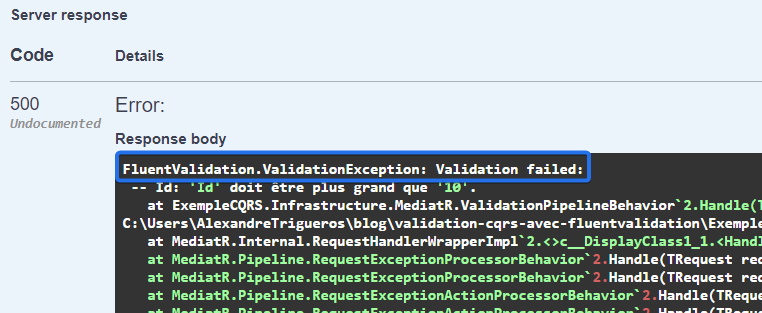 Server response
Code Details
500 Error:
Undocumented
Response body
FluentValidation.ValidationException: Validation failed:
-- Id: 'Id' doit être plus grand que '10'.
at ExempleCQRS.Infrastructure.MediatR.ValidationPipelineBehavior`2.Handle(T
C:\Users\AlexandreTrigueros\blog\validation-cqrs-avec-fluentvalidation\Exemple
at MediatR.Internal.RequestHandlerWrapperImpl`2.<>c__DisplayClass1_1.<Handl
at MediatR.Pipeline.RequestExceptionProcessorBehavior`2.Handle(TRequest req
at MediatR.Pipeline.RequestExceptionProcessorBehavior`2.Handle(TRequest req
at MediatR.Pipeline.RequestExceptionActionProcessorBehavior`2.Handle(TReque
at MediatR.Pipeline.RequestExceptionActionProcessorBehavior`2.Handle(TReque